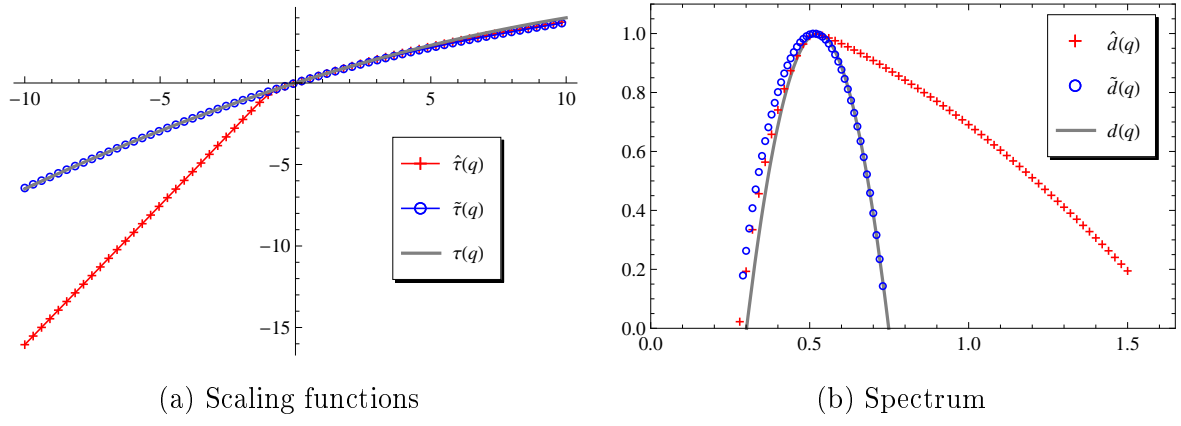 −10
−5
5
10
−5
−10
−15
τ̂(q)
τ̃(q)
τ(q)
(a) Scaling functions
1.0
0.8
0.6
0.4
0.2
0.0
0.0
0.5
1.0
1.5
d̂(q)
d̃(q)
d(q)
(b) Spectrum